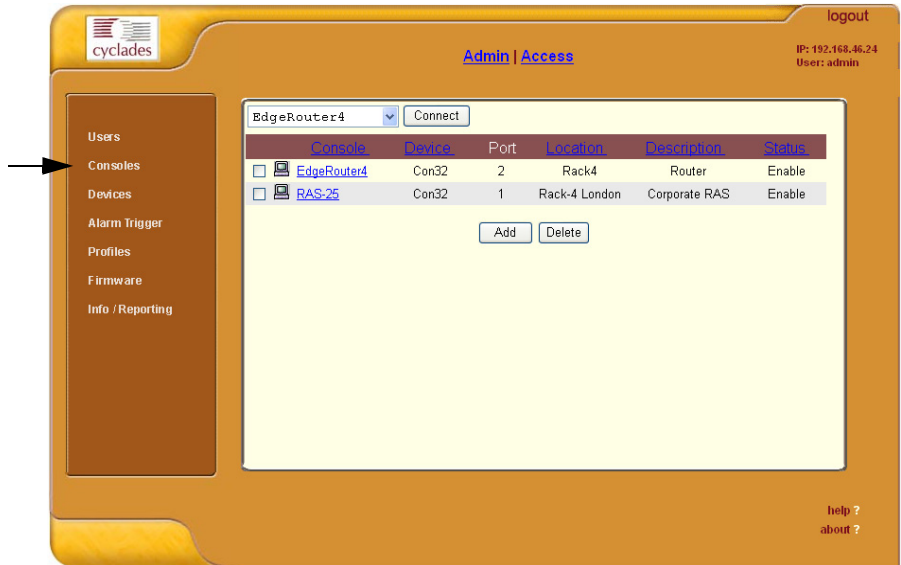 logout
cyclades
Admin | Access
IP: 192.168.46.24
User: admin
Users
Consoles
Devices
Alarm Trigger
Profiles
Firmware
Info / Reporting
EdgeRouter4 Connect
Console Device Port Location Description Status
EdgeRouter4 Con32 2 Rack4 Router Enable
RAS-25 Con32 1 Rack-4 London Corporate RAS Enable
Add Delete
help ?
about ?